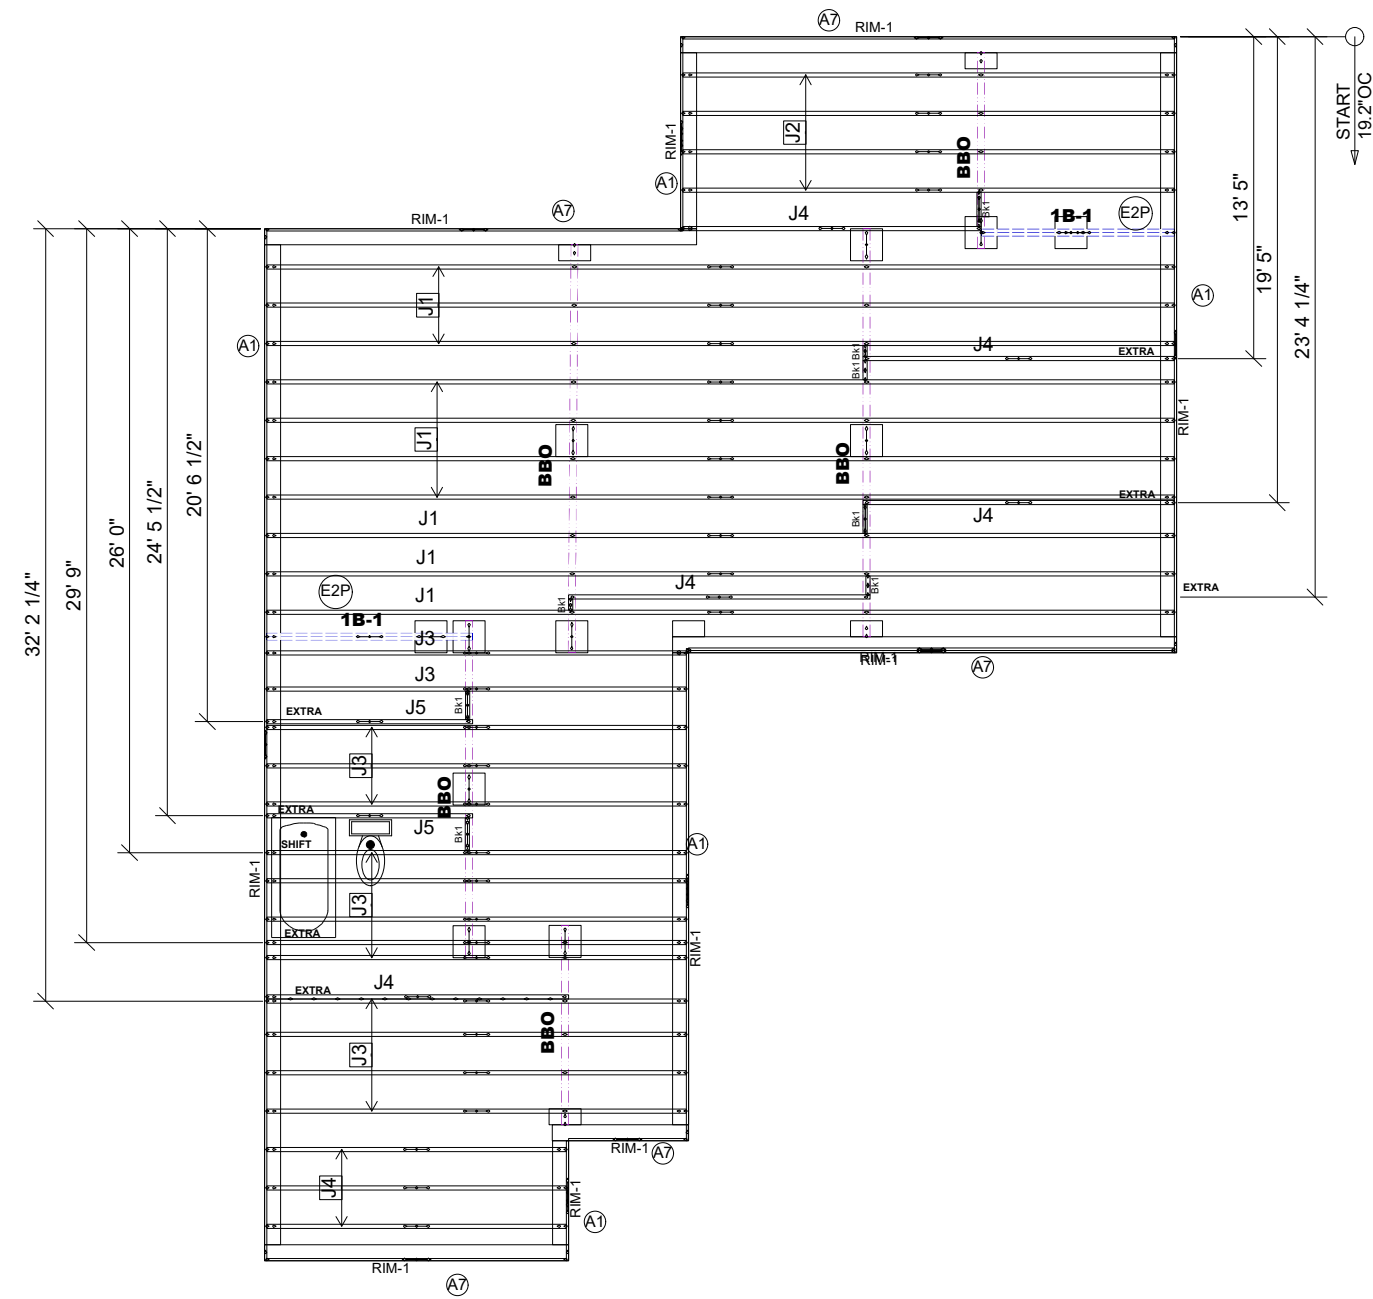 A7
RIM-1
START
19.2"OC
J2
RIM-1
BBO
13' 5"
A1
Bk1
J4
1B-1
E2P
A7
RIM-1
19' 5"
23' 4 1/4"
A1
J1
A1
Bk1
J4
EXTRA
Bk1
RIM-1
J1
20' 6 1/2"
BBO
BBO
24' 5 1/2"
26' 0"
29' 9"
32' 2 1/4"
EXTRA
J1
Bk1
J4
J1
J4
Bk1
EXTRA
E2P
J1
Bk1
1B-1
J3
RIM-1
RIM-1
A7
J3
EXTRA
J5
Bk1
J3
BBO
EXTRA
J5
Bk1
SHIFT
A1
RIM-1
J3
EXTRA
RIM-1
J4
EXTRA
BBO
J3
RIM-1
A7
J4
RIM-1
A1
RIM-1
A7